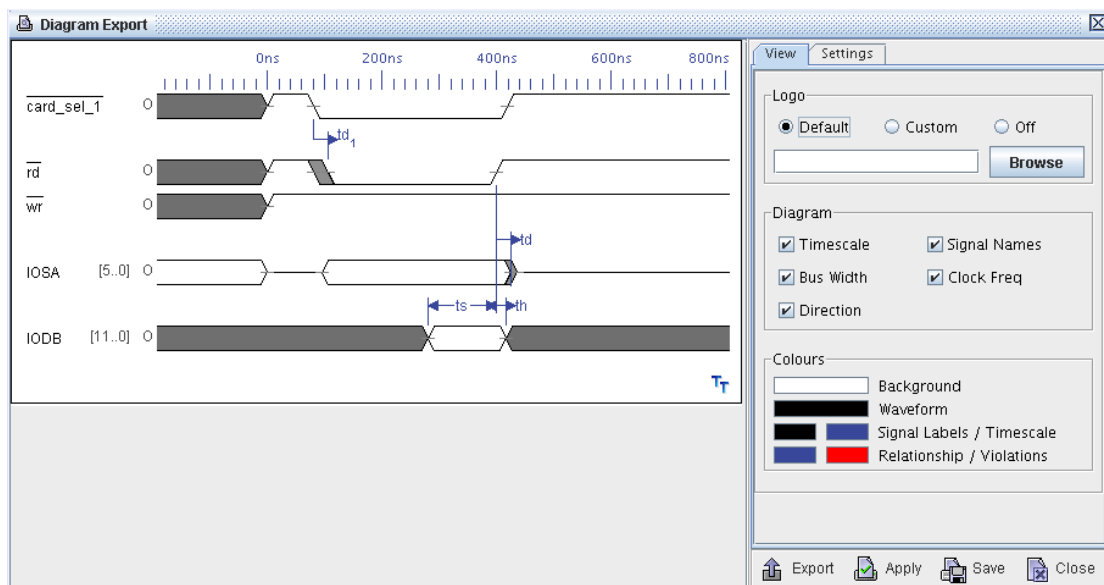 Diagram Export
0ns 200ns 400ns 600ns 800ns
card_sel_1 O
td1
rd O
wr O
td
IOSA [5..0] O
ts th
IODB [11..0] O
TT
View Settings
Logo
Default Custom Off
Browse
Diagram
Timescale Signal Names
Bus Width Clock Freq
Direction
Colours
Background
Waveform
Signal Labels / Timescale
Relationship / Violations
Export Apply Save Close